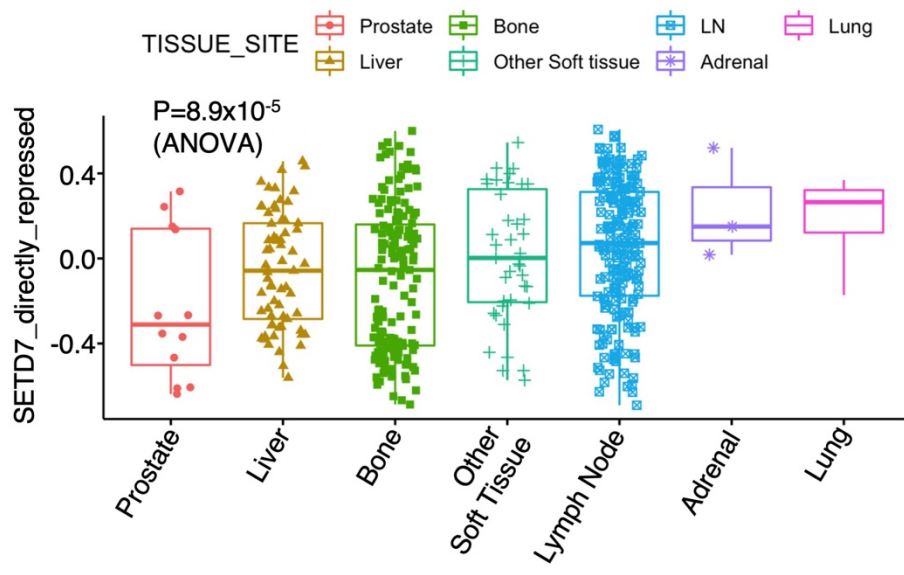 TISSUE_SITE
Prostate Bone LN Lung
Liver Other Soft tissue Adrenal
P=8.9x10⁻⁵
(ANOVA)
SETD7_directly_repressed
0.4
0.0
-0.4
Prostate
Liver
Bone
Other
Soft Tissue
Lymph Node
Adrenal
Lung